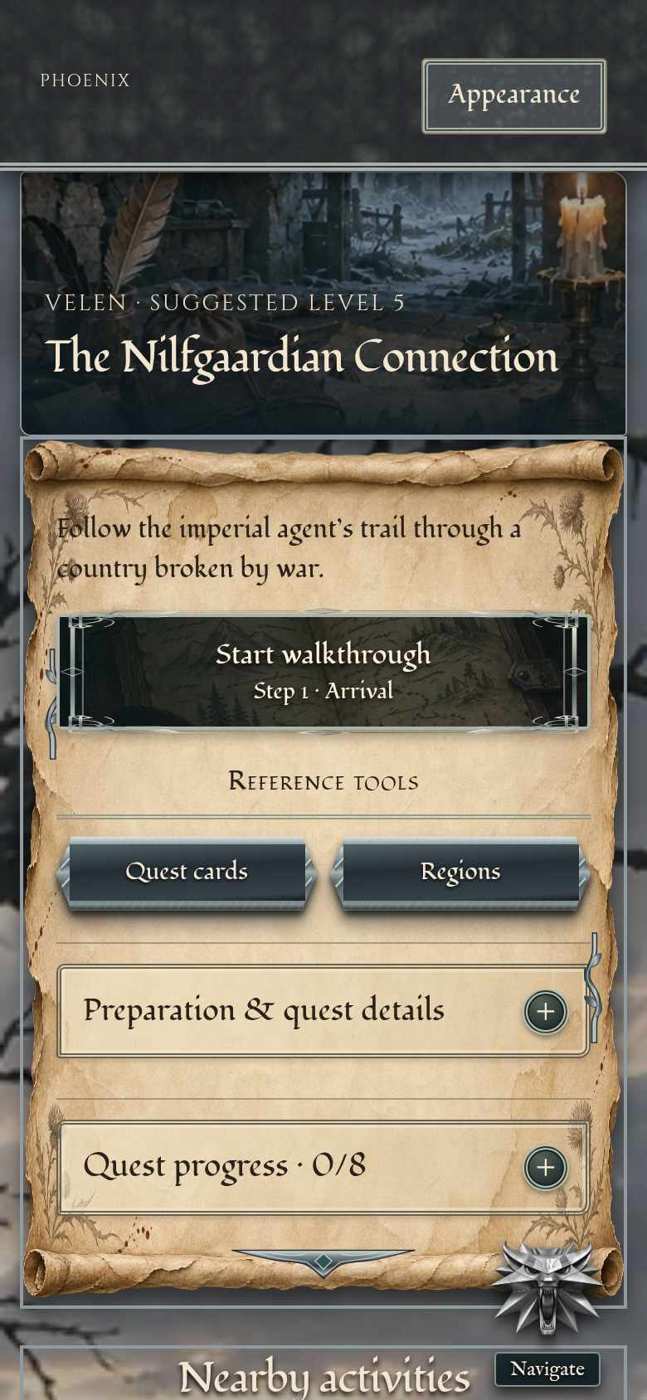 PHOENIX
Appearance
VELEN · SUGGESTED LEVEL 5
The Nilfgaardian Connection
Follow the imperial agent's trail through a
country broken by war.
Start walkthrough
Step 1 · Arrival
Reference tools
Quest cards
Regions
Preparation & quest details
+
Quest progress · 0/8
+
Nearby activities
Navigate